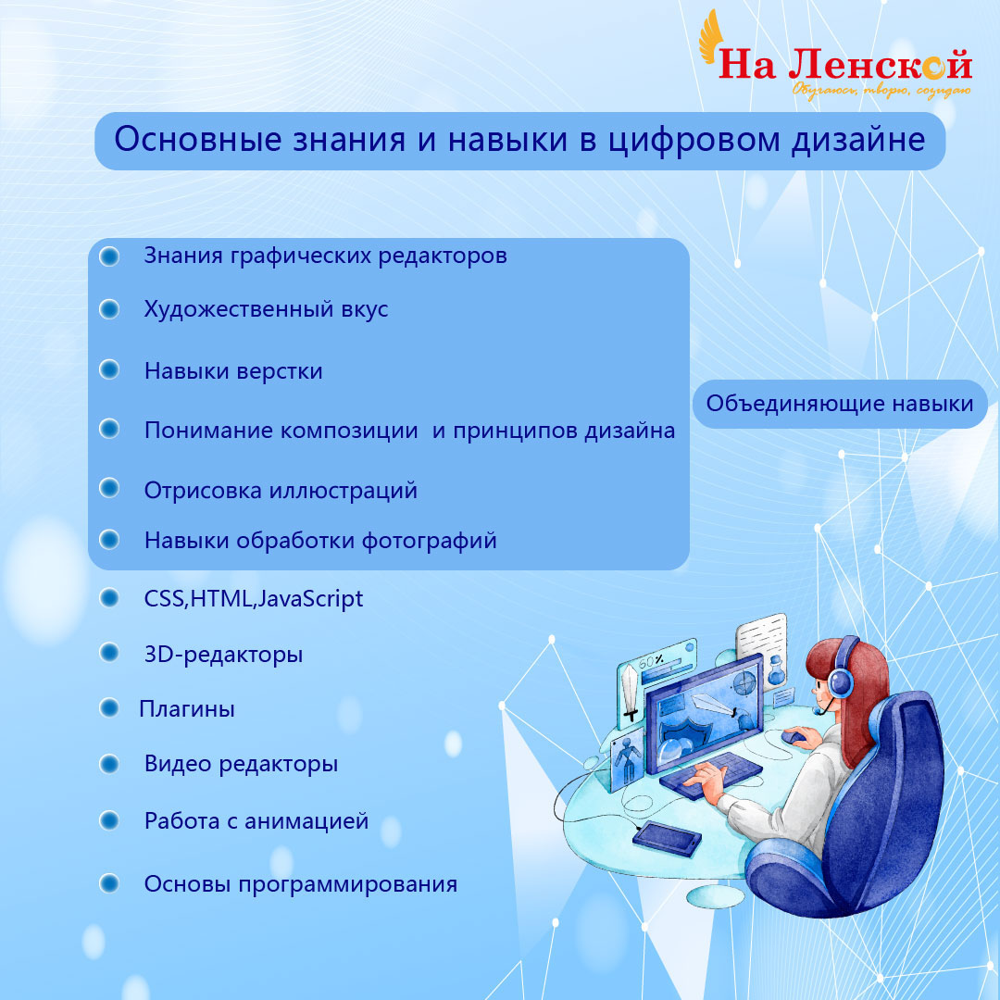 На Ленской
Обучаюсь, творю, созидаю
Основные знания и навыки в цифровом дизайне
Знания графических редакторов
Художественный вкус
Навыки верстки
Понимание композиции и принципов дизайна
Отрисовка иллюстраций
Навыки обработки фотографий
Объединяющие навыки
CSS,HTML,JavaScript
3D-редакторы
Плагины
Видео редакторы
Работа с анимацией
Основы программирования
60%